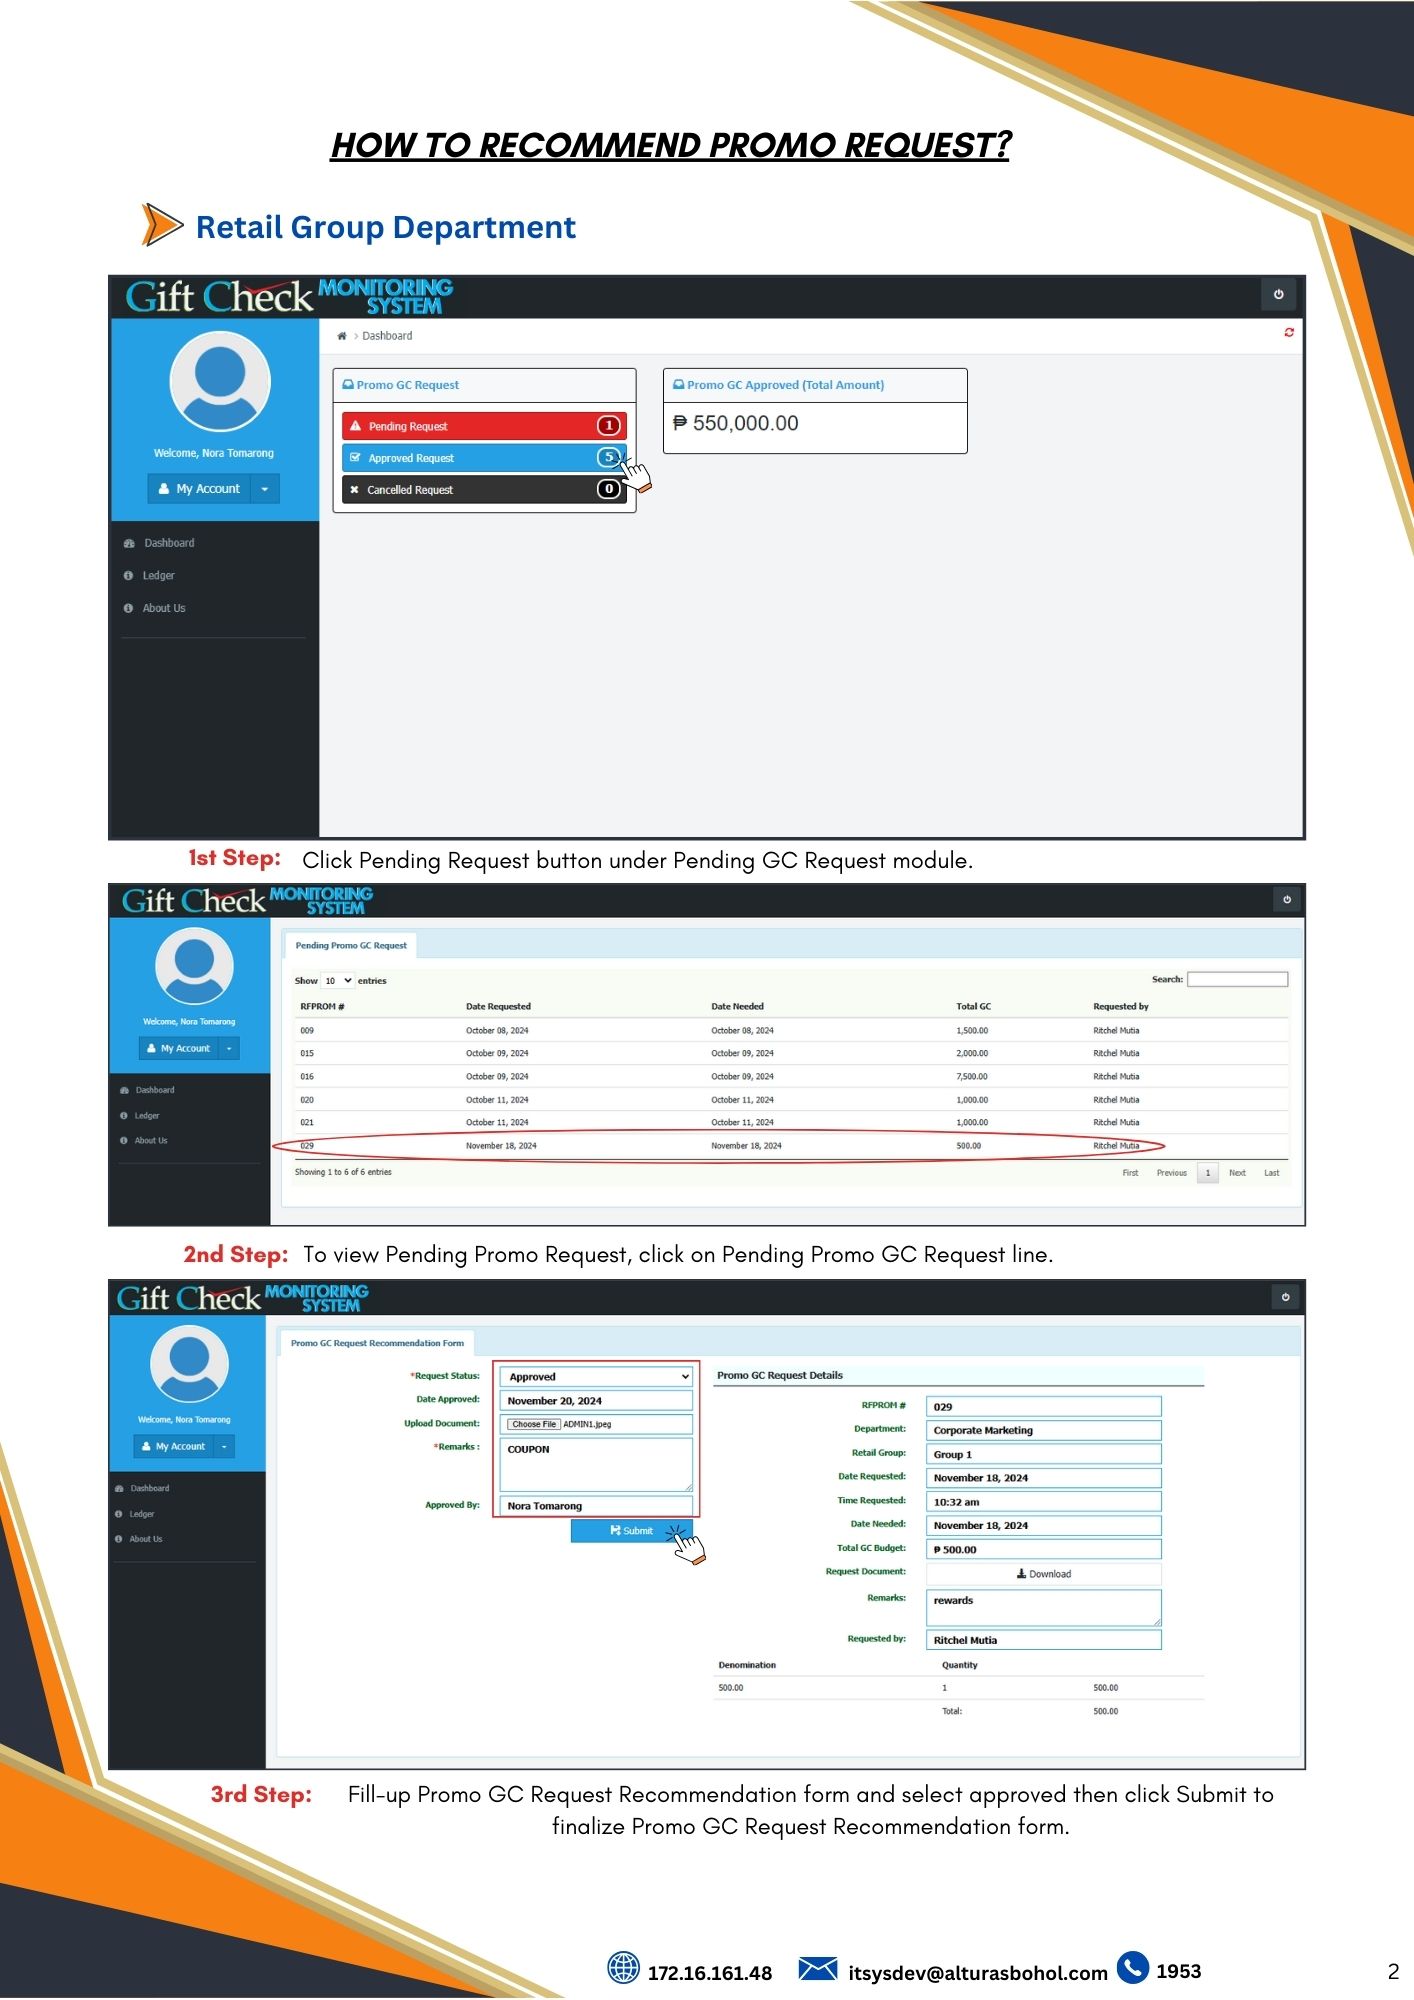 HOW TO RECOMMEND PROMO REQUEST?
Retail Group Department
Gift Check MONITORING SYSTEM
Welcome, Nora Tomarong
My Account
Dashboard
Ledger
About Us
> Dashboard
Promo GC Request
Pending Request 1
Approved Request 5
Cancelled Request 0
Promo GC Approved (Total Amount)
₱ 550,000.00
1st Step: Click Pending Request button under Pending GC Request module.
Gift Check MONITORING SYSTEM
Welcome, Nora Tomarong
My Account
Dashboard
Ledger
About Us
Pending Promo GC Request
Show 10 entries Search:
RFPROM # Date Requested Date Needed Total GC Requested by
009 October 08, 2024 October 08, 2024 1,500.00 Ritchel Mutia
015 October 09, 2024 October 09, 2024 2,000.00 Ritchel Mutia
016 October 09, 2024 October 09, 2024 7,500.00 Ritchel Mutia
020 October 11, 2024 October 11, 2024 1,000.00 Ritchel Mutia
021 October 11, 2024 October 11, 2024 1,000.00 Ritchel Mutia
029 November 18, 2024 November 18, 2024 500.00 Ritchel Mutia
Showing 1 to 6 of 6 entries First Previous 1 Next Last
2nd Step: To view Pending Promo Request, click on Pending Promo GC Request line.
Gift Check MONITORING SYSTEM
Welcome, Nora Tomarong
My Account
Dashboard
Ledger
About Us
Promo GC Request Recommendation Form
*Request Status: Approved
Date Approved: November 20, 2024
Upload Document: Choose File ADMIN1.jpeg
*Remarks : COUPON
Approved By: Nora Tomarong
Submit
Promo GC Request Details
RFPROM # 029
Department: Corporate Marketing
Retail Group: Group 1
Date Requested: November 18, 2024
Time Requested: 10:32 am
Date Needed: November 18, 2024
Total GC Budget: ₱ 500.00
Request Document: Download
Remarks: rewards
Requested by: Ritchel Mutia
Denomination Quantity
500.00 1 500.00
Total: 500.00
3rd Step: Fill-up Promo GC Request Recommendation form and select approved then click Submit to
finalize Promo GC Request Recommendation form.
172.16.161.48 itsysdev@alturasbohol.com 1953
2